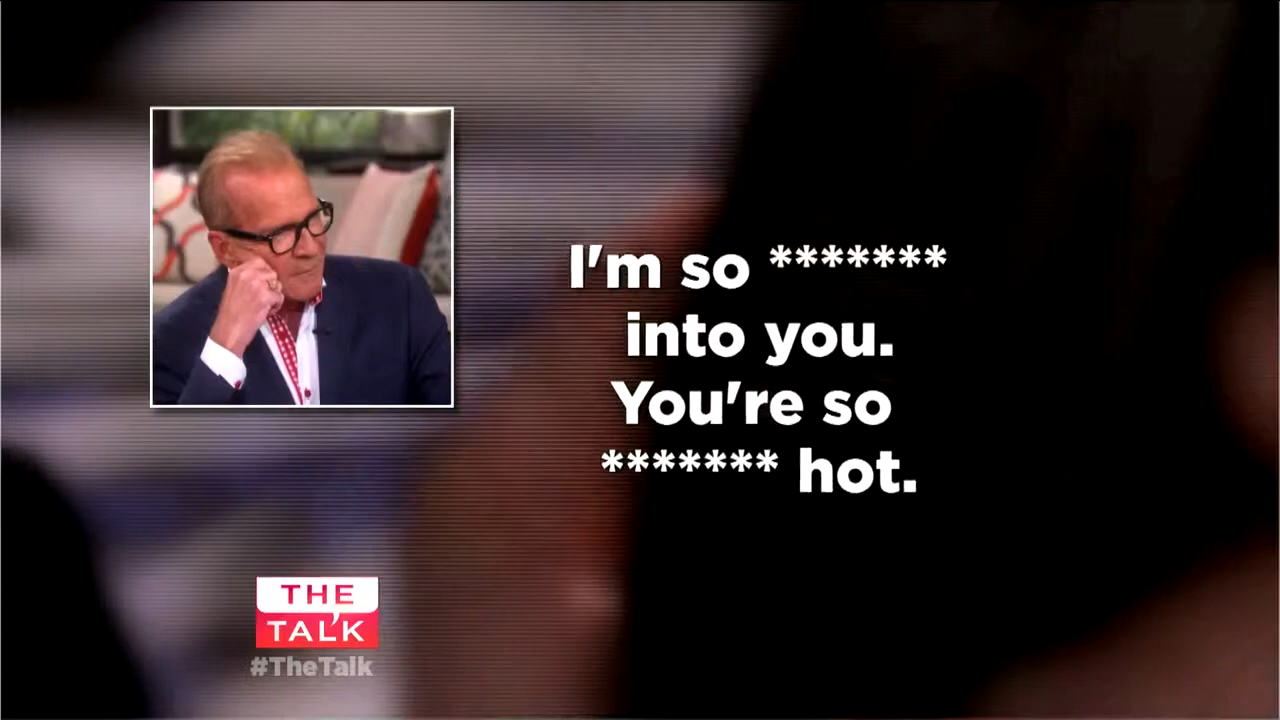 I'm so *******
into you.
You're so
******* hot.
THE
TALK
#TheTalk